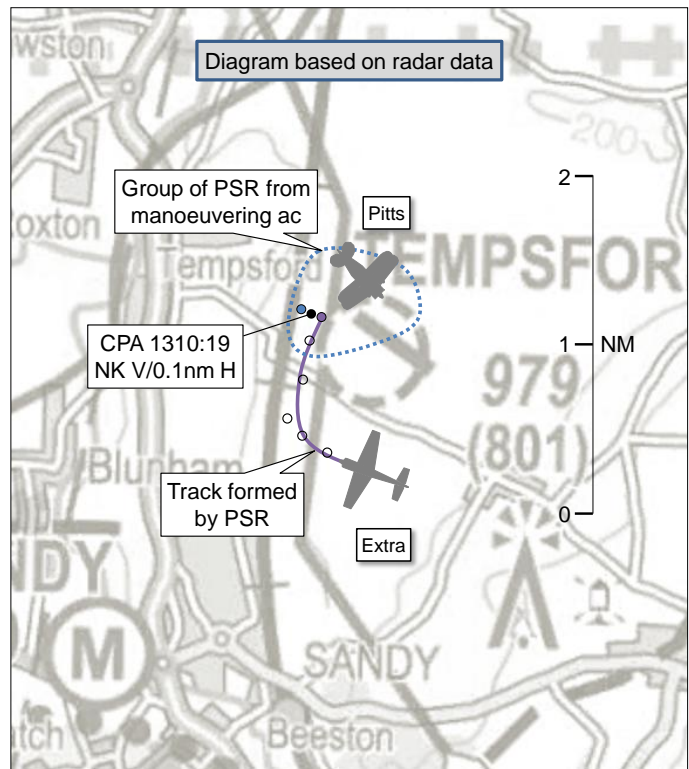 wston
Diagram based on radar data
200
Group of PSR from
manoeuvering ac
Pitts
2
oxton
Tempsford
EMPSFOR
CPA 1310:19
NK V/0.1nm H
1
NM
979
(801)
Blunham
Track formed
by PSR
0
Extra
NDY
M
SANDY
atch
Beeston